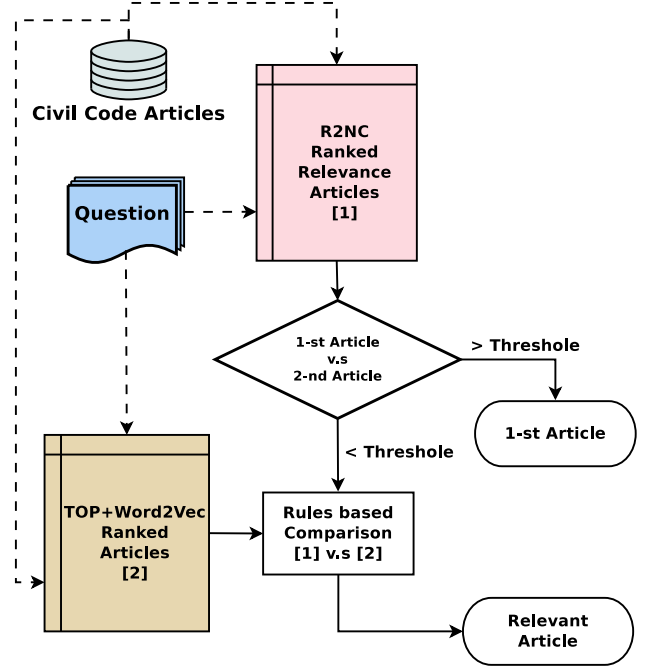 Civil Code Articles
R2NC
Ranked
Relevance
Articles
[1]
Question
1-st Article
v.s
2-nd Article
> Threshole
1-st Article
< Threshole
TOP+Word2Vec
Ranked
Articles
[2]
Rules based
Comparison
[1] v.s [2]
Relevant
Article